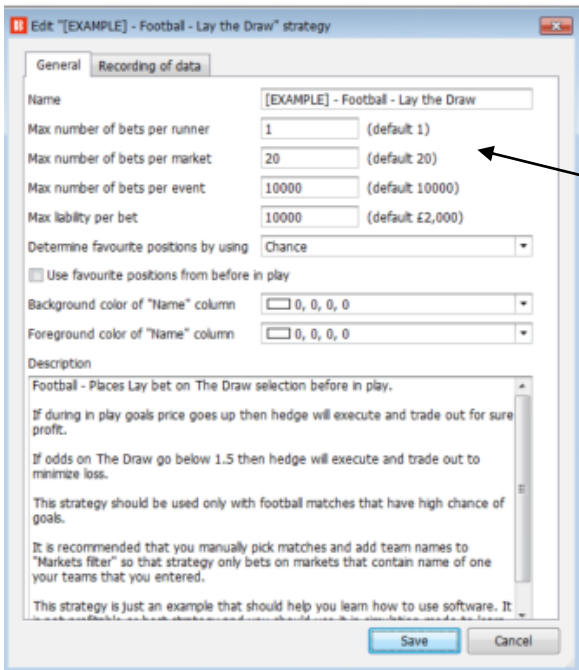 Edit "[EXAMPLE] - Football - Lay the Draw" strategy
General Recording of data
Name [EXAMPLE] - Football - Lay the Draw
Max number of bets per runner 1 (default 1)
Max number of bets per market 20 (default 20)
Max number of bets per event 10000 (default 10000)
Max liability per bet 10000 (default £2,000)
Determine favourite positions by using Chance
Use favourite positions from before in play
Background color of "Name" column 0, 0, 0, 0
Foreground color of "Name" column 0, 0, 0, 0
Description
Football - Places Lay bet on The Draw selection before in play.
If during in play goals price goes up then hedge will execute and trade out for sure
profit.
If odds on The Draw go below 1.5 then hedge will execute and trade out to
minimize loss.
This strategy should be used only with football matches that have high chance of
goals.
It is recommended that you manually pick matches and add team names to
"Markets filter" so that strategy only bets on markets that contain name of one
your teams that you entered.
This strategy is just an example that should help you learn how to use software. It
Save Cancel